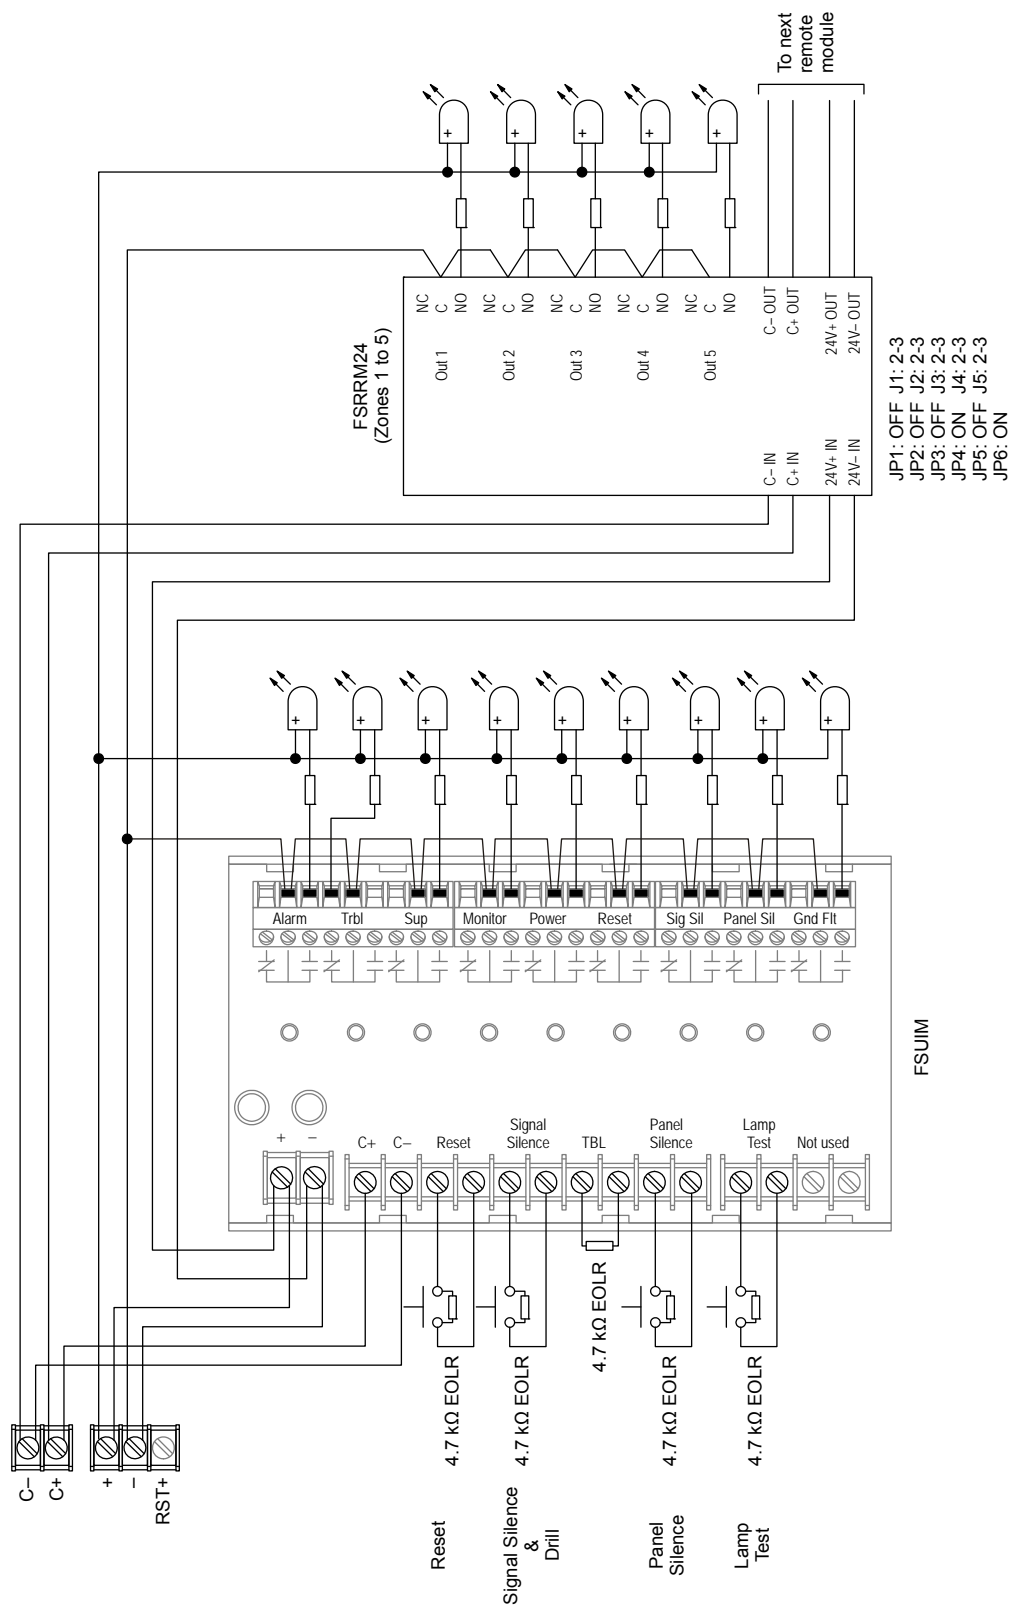 To next
remote
module
FSRRM24
(Zones 1 to 5)
NC
C
NO
Out 1
NC
C
NO
Out 2
NC
C
NO
Out 3
NC
C
NO
Out 4
NC
C
NO
Out 5
C– OUT
C+ OUT
24V+ OUT
24V– OUT
C– IN
C+ IN
24V+ IN
24V– IN
JP1: OFF J1: 2-3
JP2: OFF J2: 2-3
JP3: OFF J3: 2-3
JP4: ON J4: 2-3
JP5: OFF J5: 2-3
JP6: ON
+
+
+
+
+
+
+
+
+
+
+
+
+
+
Alarm
Trbl
Sup
Monitor
Power
Reset
Sig Sil
Panel Sil
Gnd Flt
FSUIM
+
–
C+
C–
Reset
Signal
Silence
TBL
Panel
Silence
Lamp
Test
Not used
4.7 kΩ EOLR
4.7 kΩ EOLR
4.7 kΩ EOLR
4.7 kΩ EOLR
4.7 kΩ EOLR
C–
C+
+
–
RST+
Reset
Signal Silence
&
Drill
Panel
Silence
Lamp
Test